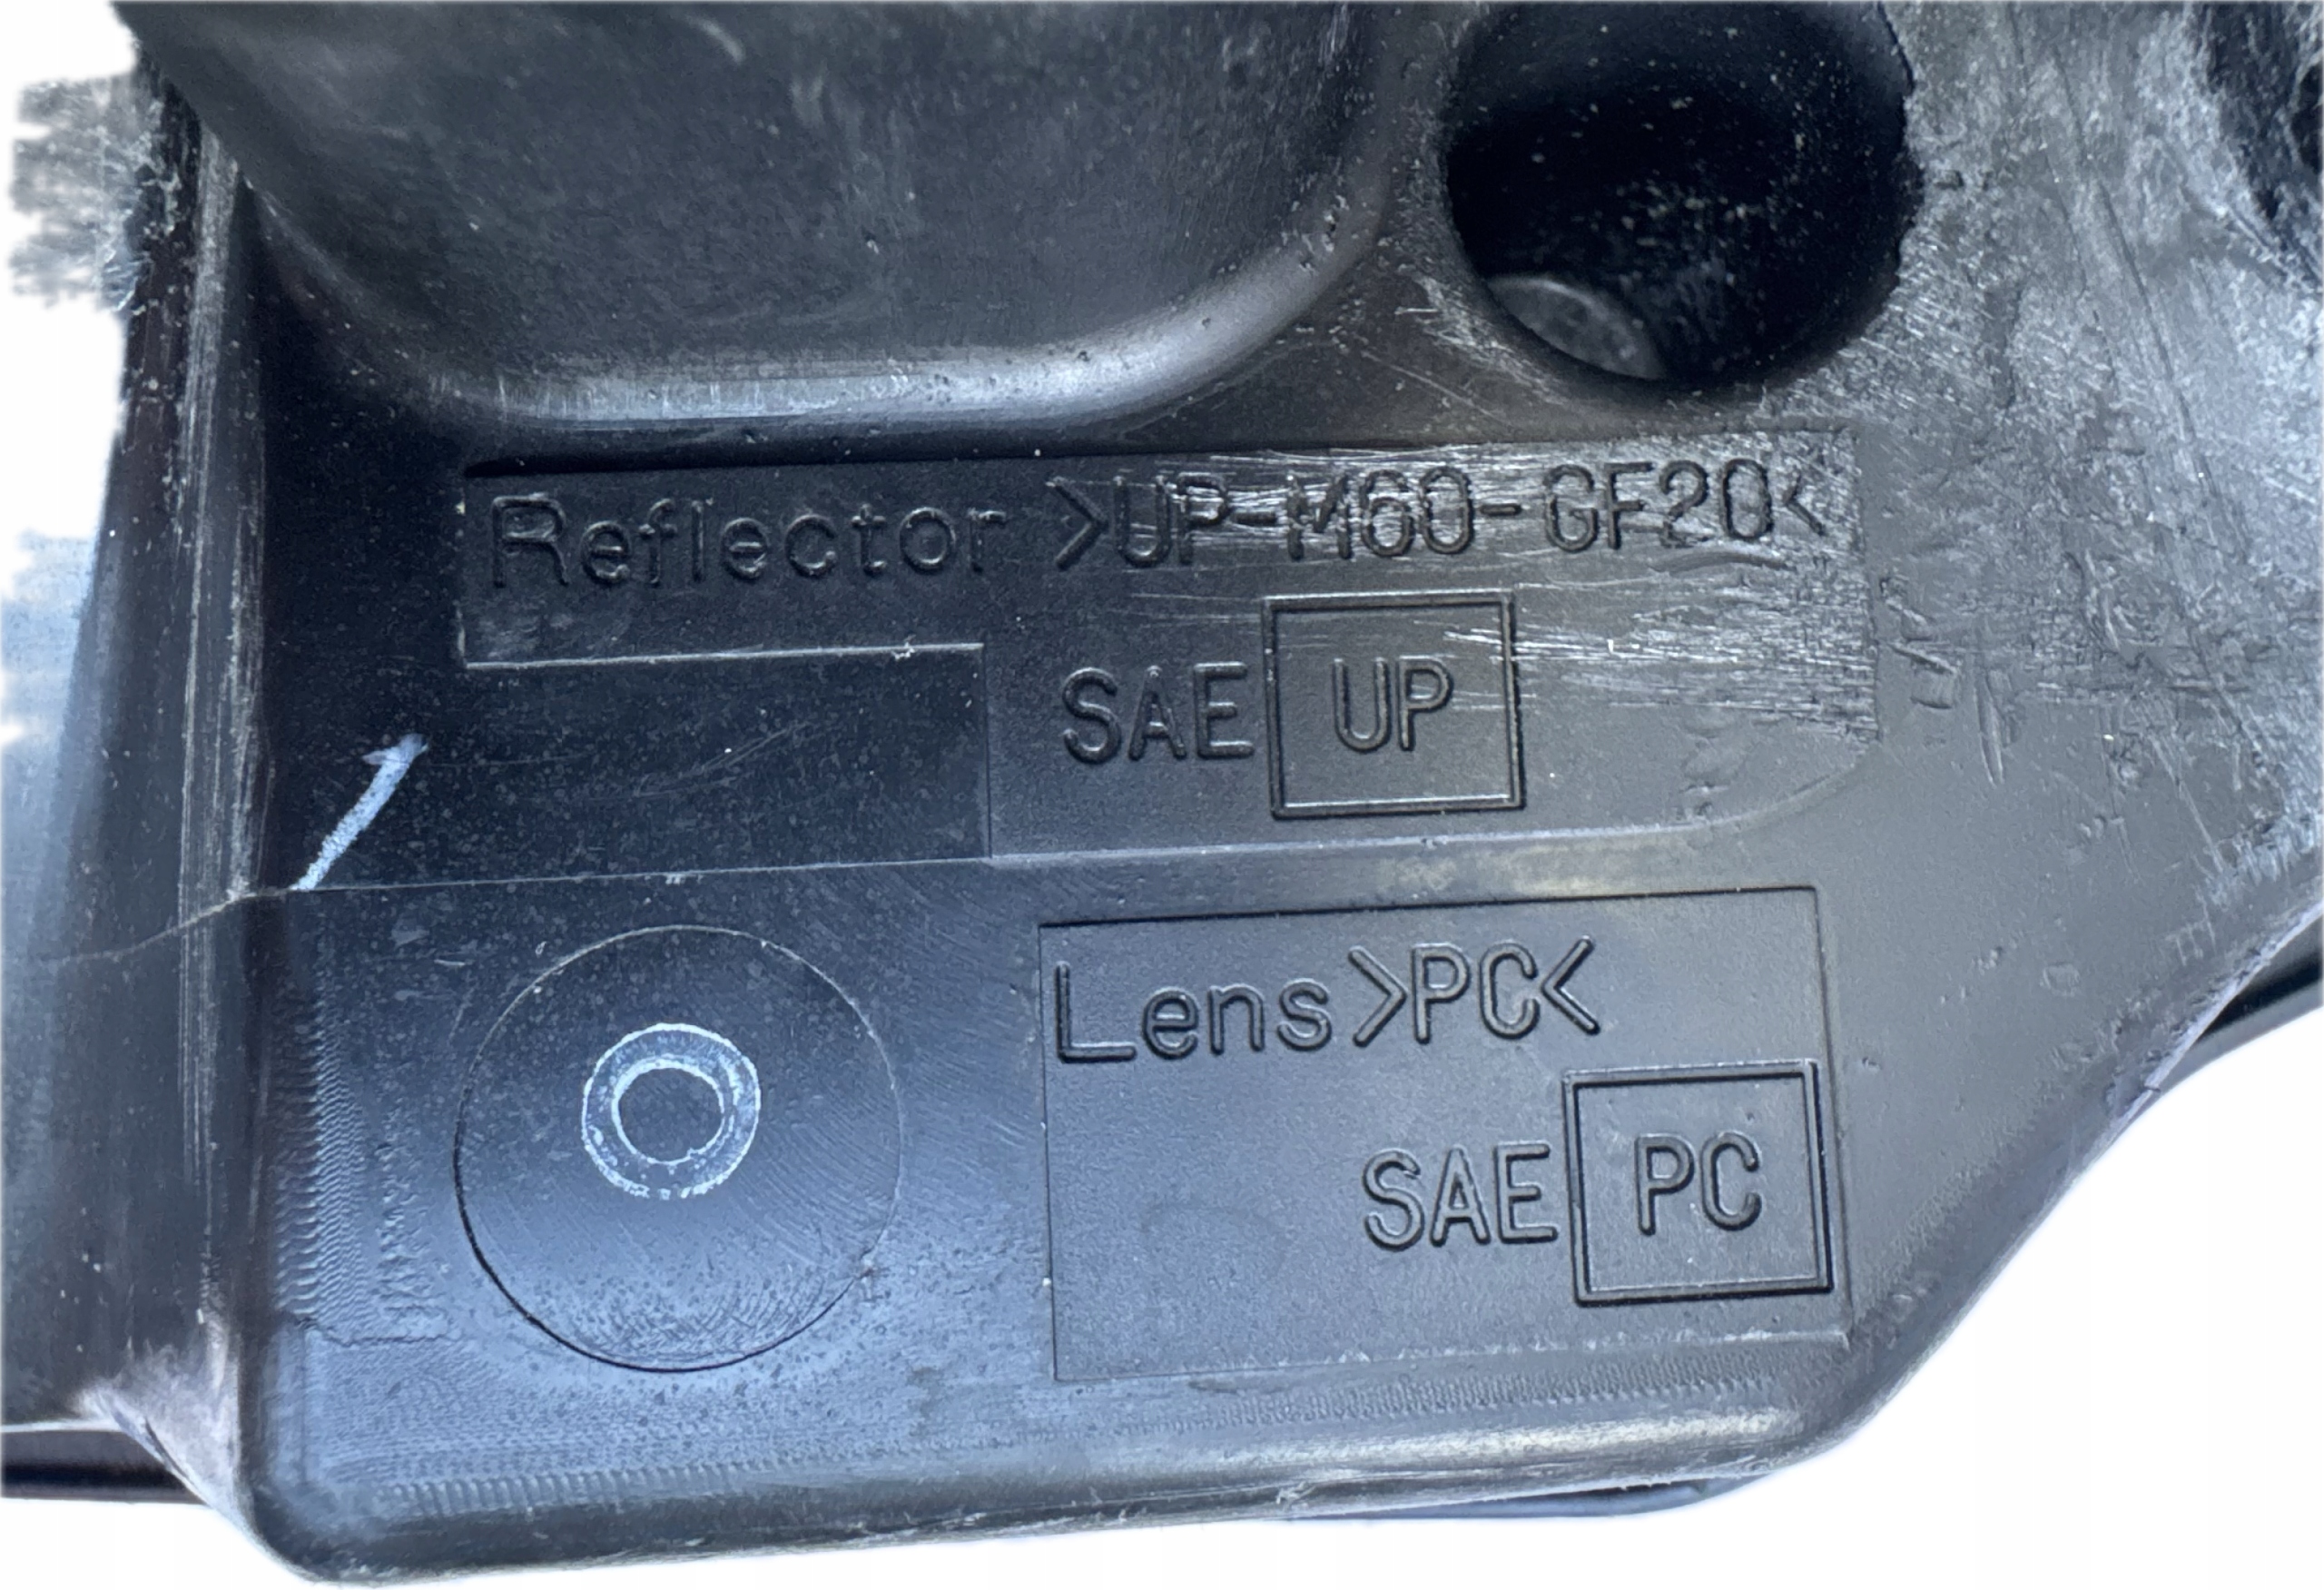 Reflector >UP-M60-GF20<
SAE UP
Lens>PC<
SAE PC